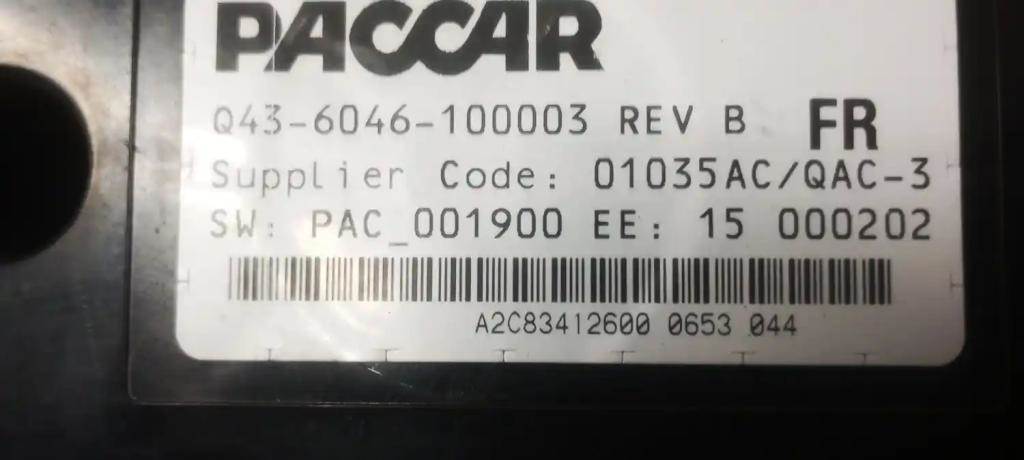 PACCAR
Q43-6046-100003 REV B FR
Supplier Code: 01035AC/QAC-3
SW: PAC_001900 EE: 15 000202
A2C83412600 0653 044